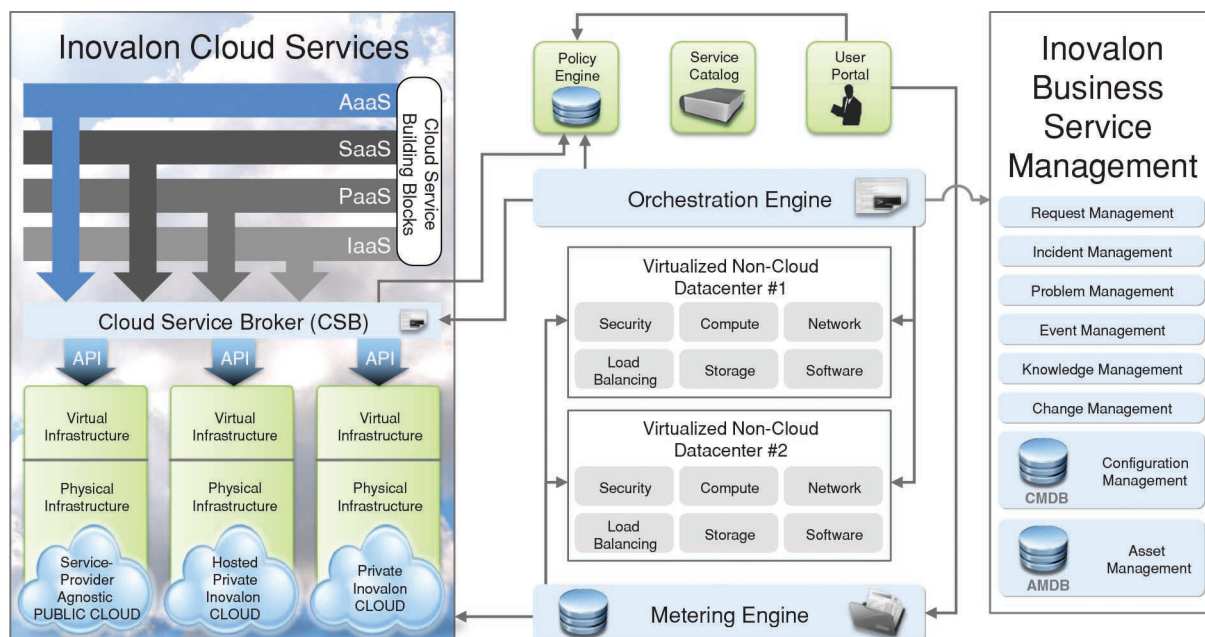 Inovalon Cloud Services
AaaS
SaaS
PaaS
IaaS
Cloud Service
Building Blocks
Cloud Service Broker (CSB)
API
API
API
Virtual
Infrastructure
Physical
Infrastructure
Service-
Provider
Agnostic
PUBLIC CLOUD
Virtual
Infrastructure
Physical
Infrastructure
Hosted
Private
Inovalon
CLOUD
Virtual
Infrastructure
Physical
Infrastructure
Private
Inovalon
CLOUD
Policy
Engine
Service
Catalog
User
Portal
Orchestration Engine
Virtualized Non-Cloud
Datacenter #1
Security
Compute
Network
Load
Balancing
Storage
Software
Virtualized Non-Cloud
Datacenter #2
Security
Compute
Network
Load
Balancing
Storage
Software
Metering Engine
Inovalon
Business
Service
Management
Request Management
Incident Management
Problem Management
Event Management
Knowledge Management
Change Management
CMDB
Configuration
Management
AMDB
Asset
Management